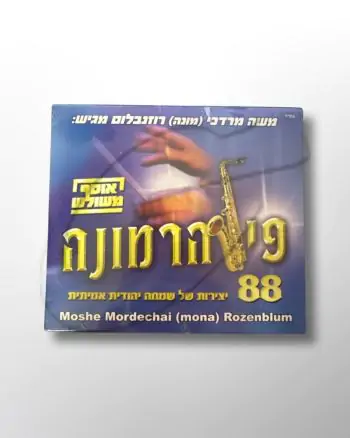 משה מרדכי (מונה) רוזנבלום מגיש:
אוסף
משולש
פילהרמונה
88 יצירות של שמחה יהודית אמיתית
Moshe Mordechai (mona) Rozenblum